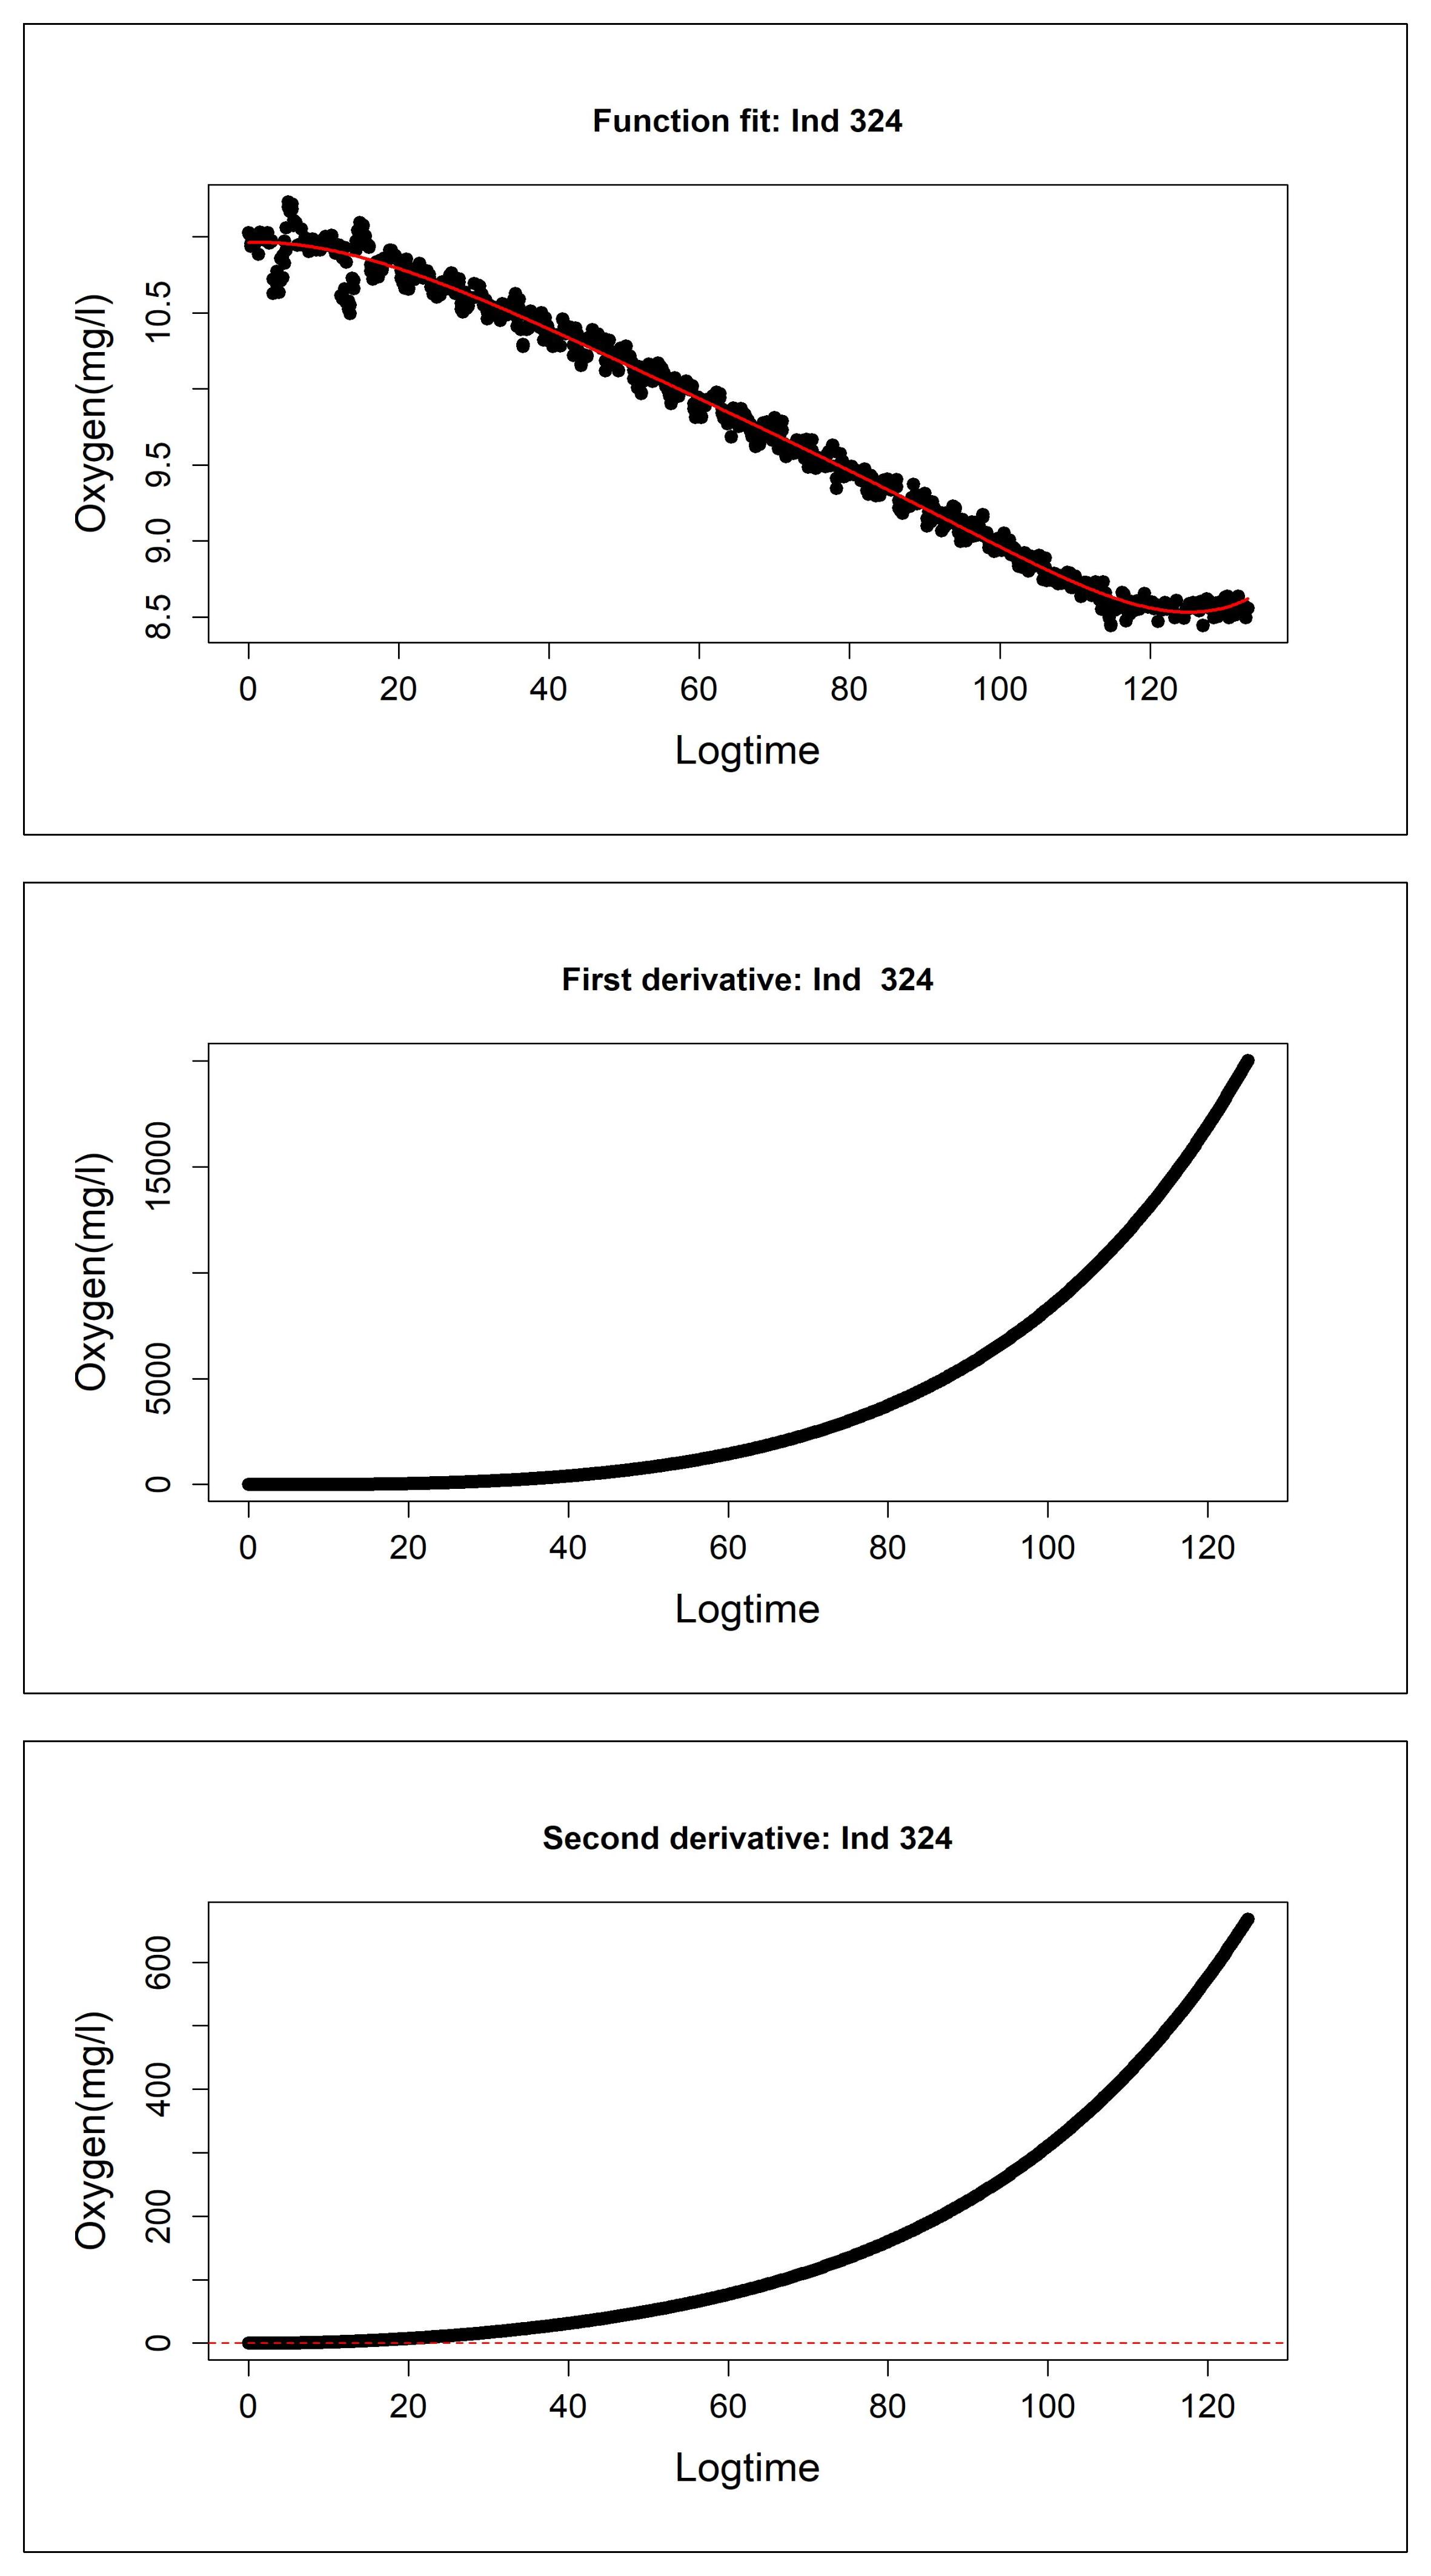 Function fit: Ind 324
Oxygen(mg/l)
10.5
9.5
9.0
8.5
0 20 40 60 80 100 120
Logtime
First derivative: Ind  324
Oxygen(mg/l)
15000
5000
0
0 20 40 60 80 100 120
Logtime
Second derivative: Ind 324
Oxygen(mg/l)
600
400
200
0
0 20 40 60 80 100 120
Logtime